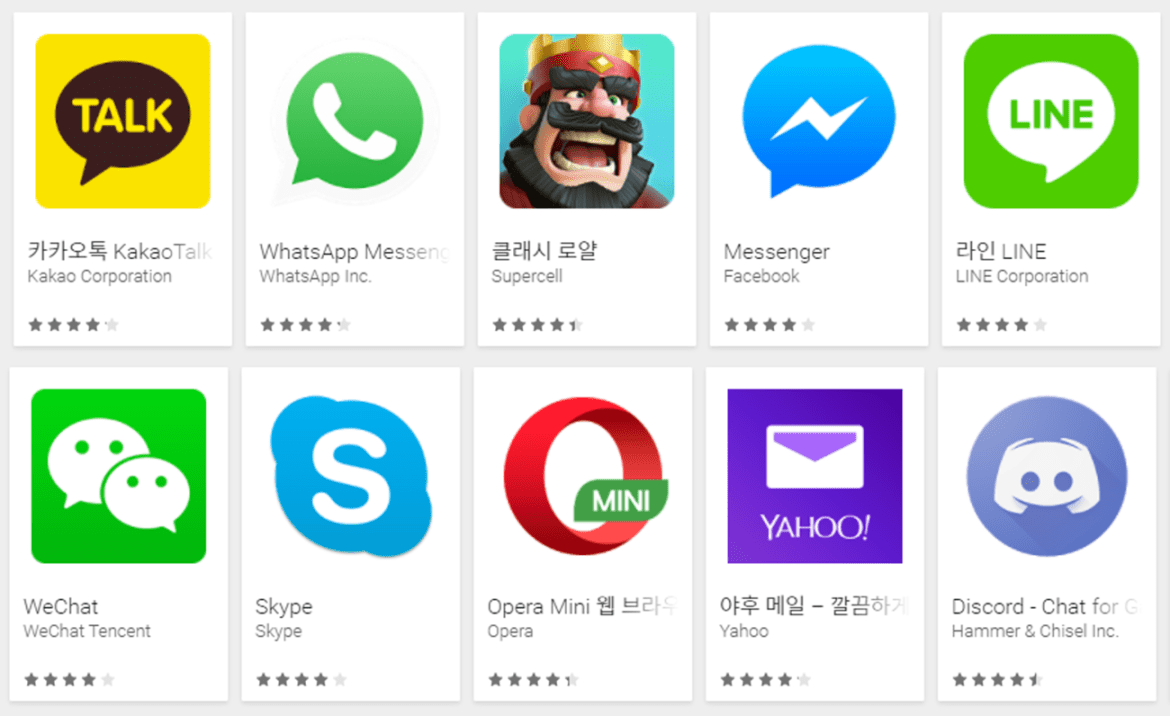 TALK
LINE
카카오톡 KakaoTalk
WhatsApp Messeng
클래시 로얄
Messenger
라인 LINE
Kakao Corporation
WhatsApp Inc.
Supercell
Facebook
LINE Corporation
S
MINI
YAHOO!
WeChat
Skype
Opera Mini 웹 브라우
야후 메일 – 깔끔하게
Discord - Chat for G
WeChat Tencent
Skype
Opera
Yahoo
Hammer & Chisel Inc.